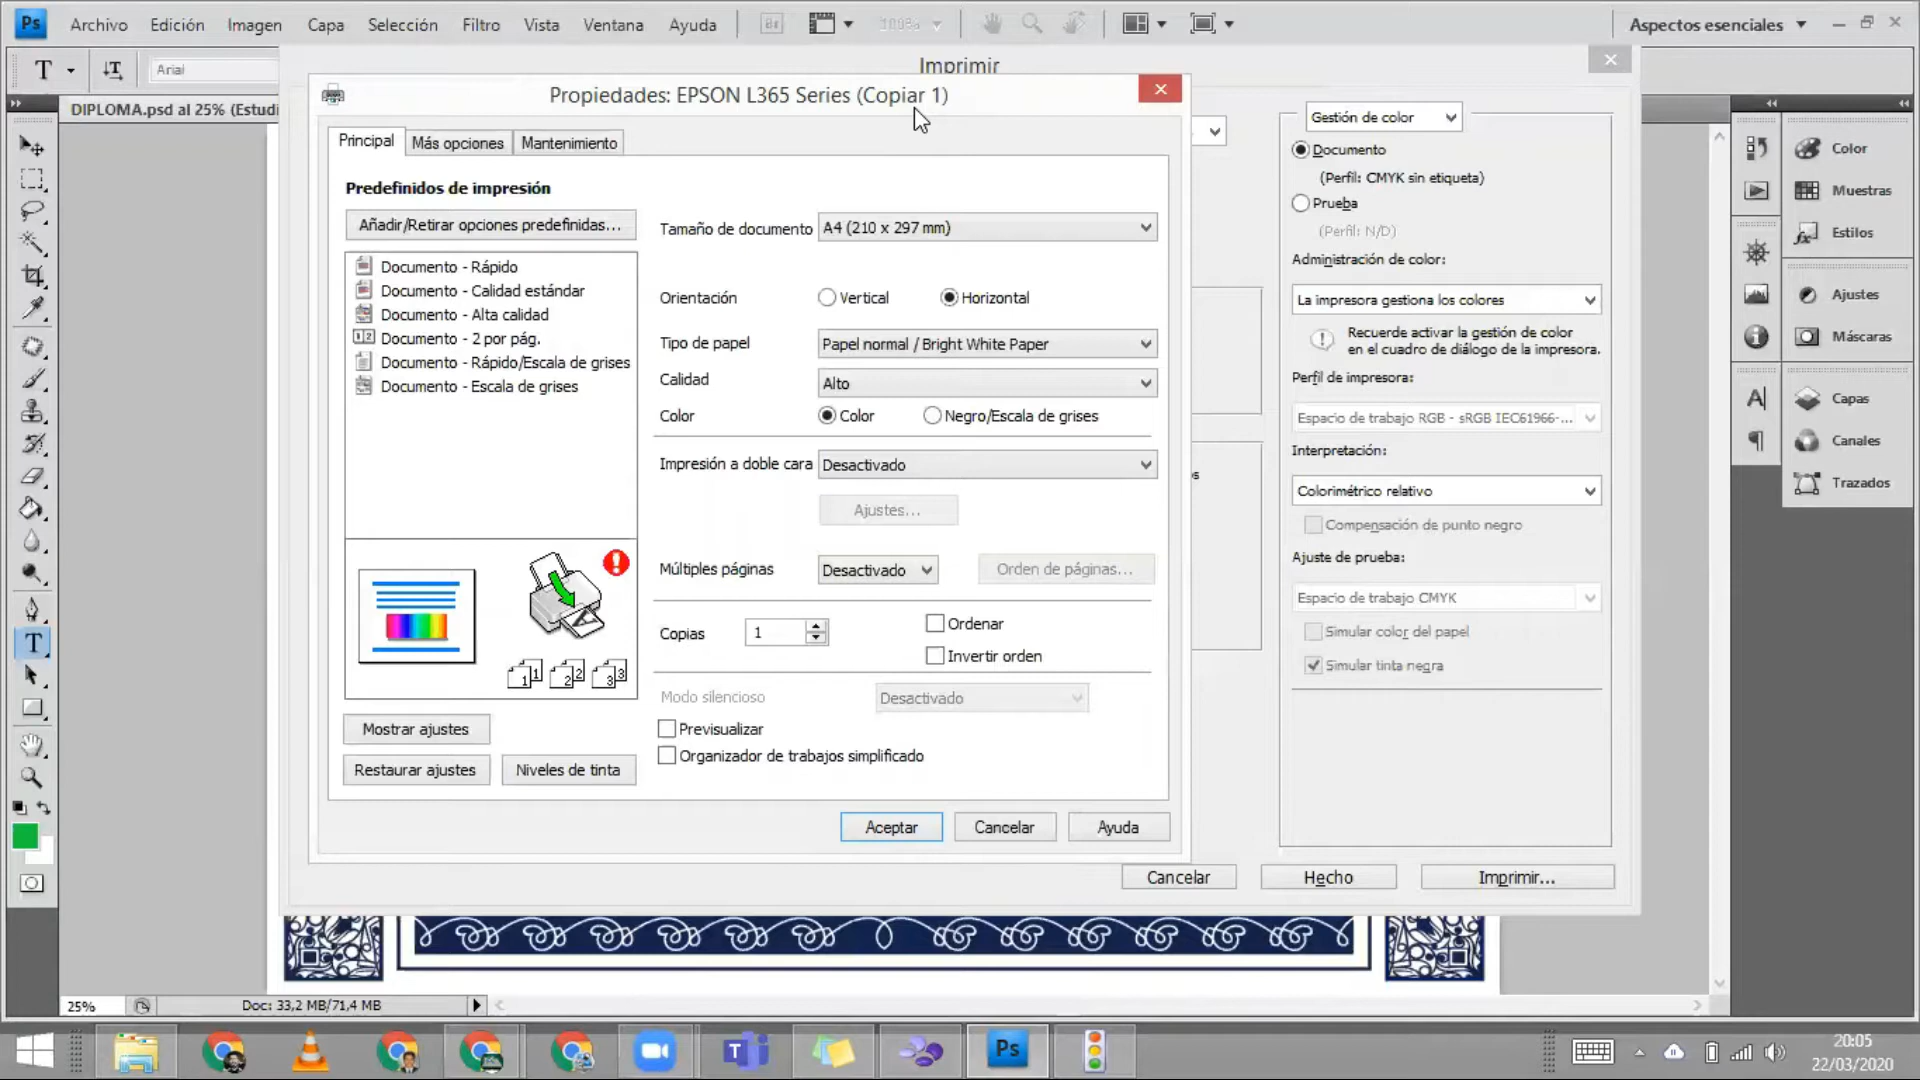 Ps Archivo Edición Imagen Capa Selección Filtro Vista Ventana Ayuda Br 100% Aspectos esenciales
T Arial
Imprimir
DIPLOMA.psd al 25% (Estudi
Propiedades: EPSON L365 Series (Copiar 1)
Principal Más opciones Mantenimiento
Predefinidos de impresión
Añadir/Retirar opciones predefinidas...
Documento - Rápido
Documento - Calidad estándar
Documento - Alta calidad
Documento - 2 por pág.
Documento - Rápido/Escala de grises
Documento - Escala de grises
Mostrar ajustes
Restaurar ajustes Niveles de tinta
Tamaño de documento A4 (210 x 297 mm)
Orientación Vertical Horizontal
Tipo de papel Papel normal / Bright White Paper
Calidad Alto
Color Color Negro/Escala de grises
Impresión a doble cara Desactivado
Ajustes...
Múltiples páginas Desactivado Orden de páginas...
Copias 1 Ordenar
Invertir orden
Modo silencioso Desactivado
Previsualizar
Organizador de trabajos simplificado
Aceptar Cancelar Ayuda
Gestión de color
Documento
(Perfil: CMYK sin etiqueta)
Prueba
(Perfil: N/D)
Administración de color:
La impresora gestiona los colores
Recuerde activar la gestión de color
en el cuadro de diálogo de la impresora.
Perfil de impresora:
Espacio de trabajo RGB - sRGB IEC61966-...
Interpretación:
Colorimétrico relativo
Compensación de punto negro
Ajuste de prueba:
Espacio de trabajo CMYK
Simular color del papel
Simular tinta negra
Cancelar Hecho Imprimir...
Color
Muestras
Estilos
Ajustes
Máscaras
Capas
Canales
Trazados
25% Doc: 33,2 MB/71,4 MB
Ps
20:05
22/03/2020